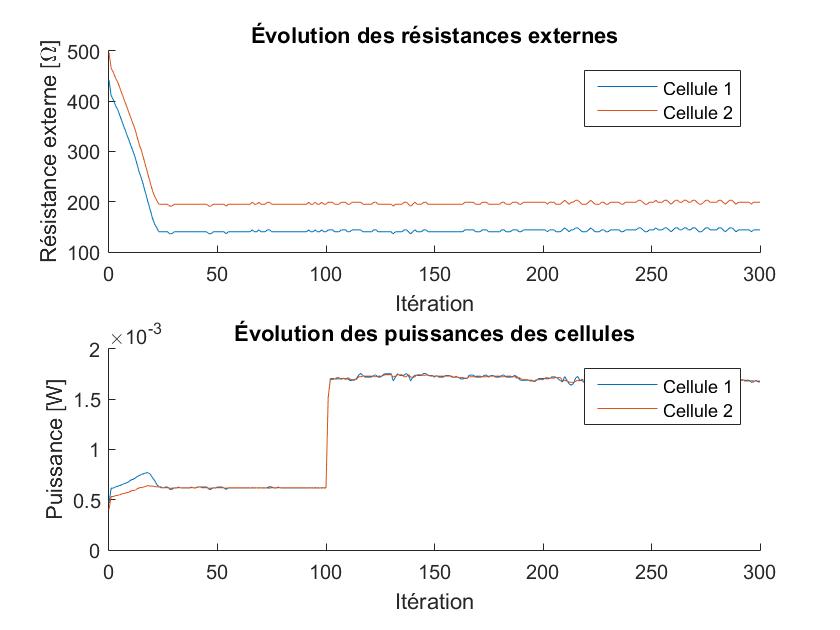 Évolution des résistances externes
Résistance externe [Ω]
500
400
300
200
100
Cellule 1
Cellule 2
0 50 100 150 200 250 300
Itération
Évolution des puissances des cellules
×10-3
Puissance [W]
2
1.5
1
0.5
0
Cellule 1
Cellule 2
0 50 100 150 200 250 300
Itération